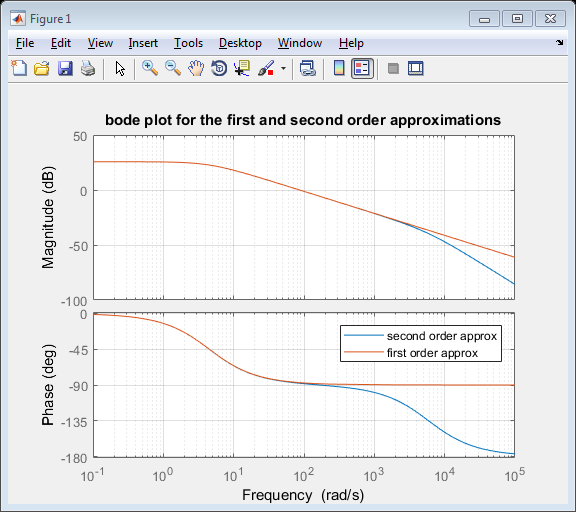 Figure 1
File Edit View Insert Tools Desktop Window Help
bode plot for the first and second order approximations
50
0
-50
-100
Magnitude (dB)
0
-45
-90
-135
-180
Phase (deg)
second order approx
first order approx
10^-1 10^0 10^1 10^2 10^3 10^4 10^5
Frequency (rad/s)